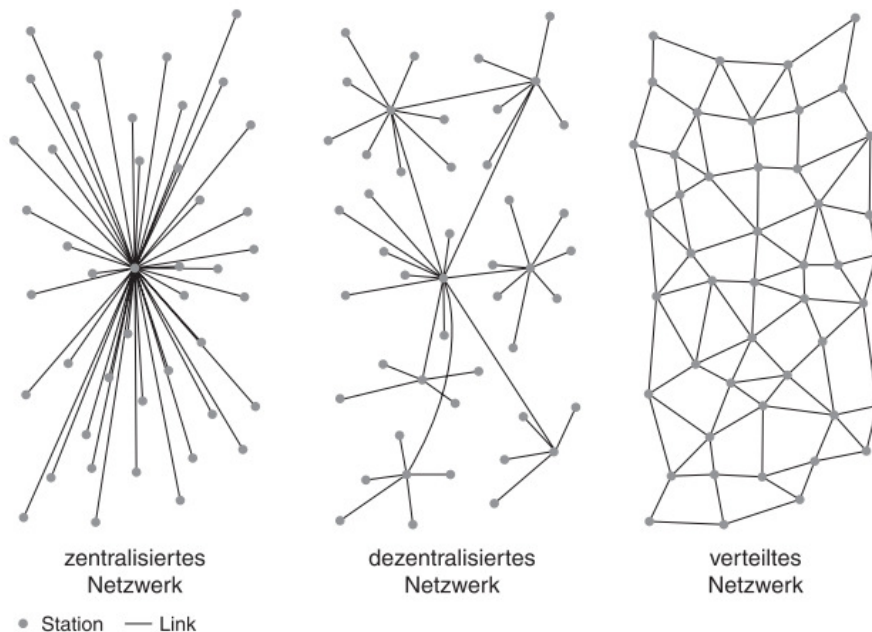 zentralisiertes
Netzwerk
dezentralisiertes
Netzwerk
verteiltes
Netzwerk
Station
Link